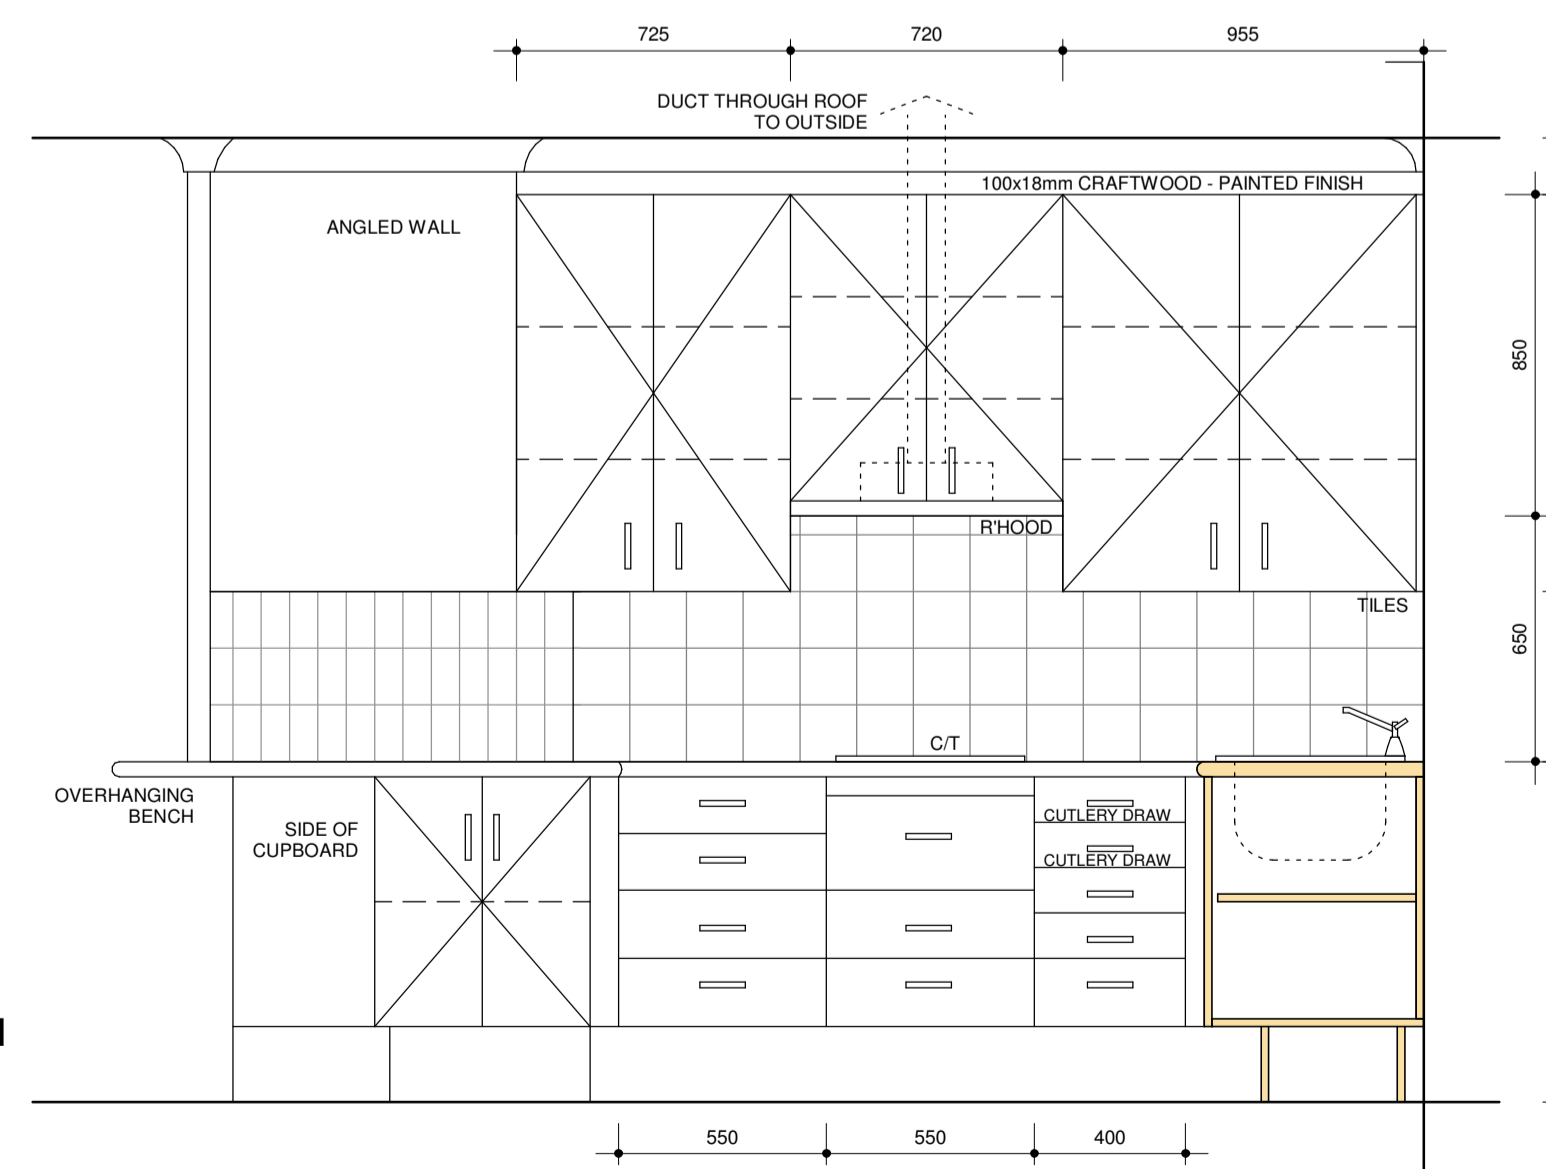 725
720
955
DUCT THROUGH ROOF
TO OUTSIDE
100x18mm CRAFTWOOD - PAINTED FINISH
ANGLED WALL
850
R'HOOD
TILES
650
C/T
OVERHANGING
BENCH
SIDE OF
CUPBOARD
CUTLERY DRAW
CUTLERY DRAW
550
550
400